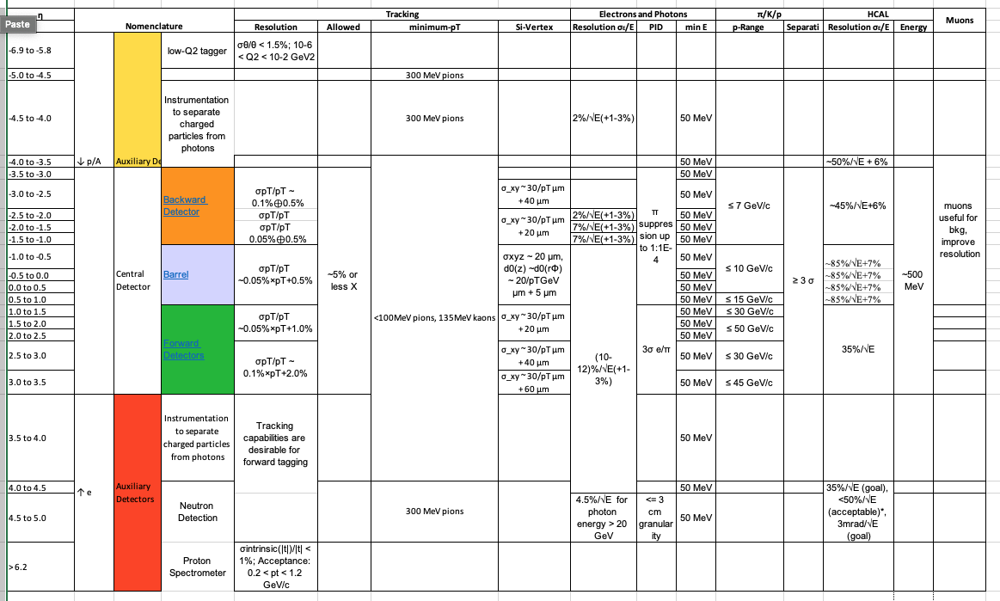 η
Paste
Nomenclature
Tracking
Electrons and Photons
π/K/p
HCAL
Muons
Resolution
Allowed
minimum-pT
Si-Vertex
Resolution σε/E
PID
min E
p-Range
Separati
Resolution σε/E
Energy
-6.9 to -5.8
low-Q2 tagger
σθ/θ < 1.5%; 10-6
< Q2 < 10-2 GeV2
-5.0 to -4.5
300 MeV pions
-4.5 to -4.0
Instrumentation
to separate
charged
particles from
photons
300 MeV pions
2%/√E(+1-3%)
50 MeV
-4.0 to -3.5
↓ p/A
Auxiliary De
50 MeV
~50%/√E + 6%
-3.5 to -3.0
50 MeV
-3.0 to -2.5
-2.5 to -2.0
-2.0 to -1.5
-1.5 to -1.0
Backward
Detector
σpT/pT ~
0.1%⊕0.5%
σpT/pT
σpT/pT
0.05%⊕0.5%
σ_xy ~ 30/pT μm
+ 40 μm
σ_xy ~ 30/pT μm
+ 20 μm
2%/√E(+1-3%)
7%/√E(+1-3%)
7%/√E(+1-3%)
π
suppres
sion up
to 1:1E-
4
50 MeV
50 MeV
50 MeV
50 MeV
≤ 7 GeV/c
~45%/√E+6%
muons
useful for
bkg,
improve
resolution
-1.0 to -0.5
-0.5 to 0.0
0.0 to 0.5
0.5 to 1.0
Central
Detector
Barrel
σpT/pT
~0.05%×pT+0.5%
~5% or
less X
σxyz ~ 20 μm,
d0(z) ~d0(rΦ)
~ 20/pTGeV
μm + 5 μm
50 MeV
50 MeV
50 MeV
50 MeV
≤ 10 GeV/c
≤ 15 GeV/c
≥ 3 σ
~85%/√E+7%
~85%/√E+7%
~85%/√E+7%
~85%/√E+7%
~500
MeV
1.0 to 1.5
1.5 to 2.0
2.0 to 2.5
2.5 to 3.0
3.0 to 3.5
Forward
Detectors
σpT/pT
~0.05%×pT+1.0%
σpT/pT ~
0.1%×pT+2.0%
<100MeV pions, 135MeV kaons
σ_xy ~ 30/pT μm
+ 20 μm
σ_xy ~ 30/pT μm
+ 40 μm
σ_xy ~ 30/pT μm
+ 60 μm
(10-
12)%/√E(+1-
3%)
3σ e/π
50 MeV
50 MeV
50 MeV
50 MeV
50 MeV
≤ 30 GeV/c
≤ 50 GeV/c
≤ 30 GeV/c
≤ 45 GeV/c
35%/√E
3.5 to 4.0
Instrumentation
to separate
charged particles
from photons
Tracking
capabilities are
desirable for
forward tagging
50 MeV
4.0 to 4.5
↑ e
Auxiliary
Detectors
50 MeV
4.5 to 5.0
Neutron
Detection
300 MeV pions
4.5%/√E for
photon
energy > 20
GeV
<= 3
cm
granular
ity
50 MeV
35%/√E (goal),
<50%/√E
(acceptable)*,
3mrad/√E
(goal)
> 6.2
Proton
Spectrometer
σintrinsic(|t|)/|t| <
1%; Acceptance:
0.2 < pt < 1.2
GeV/c